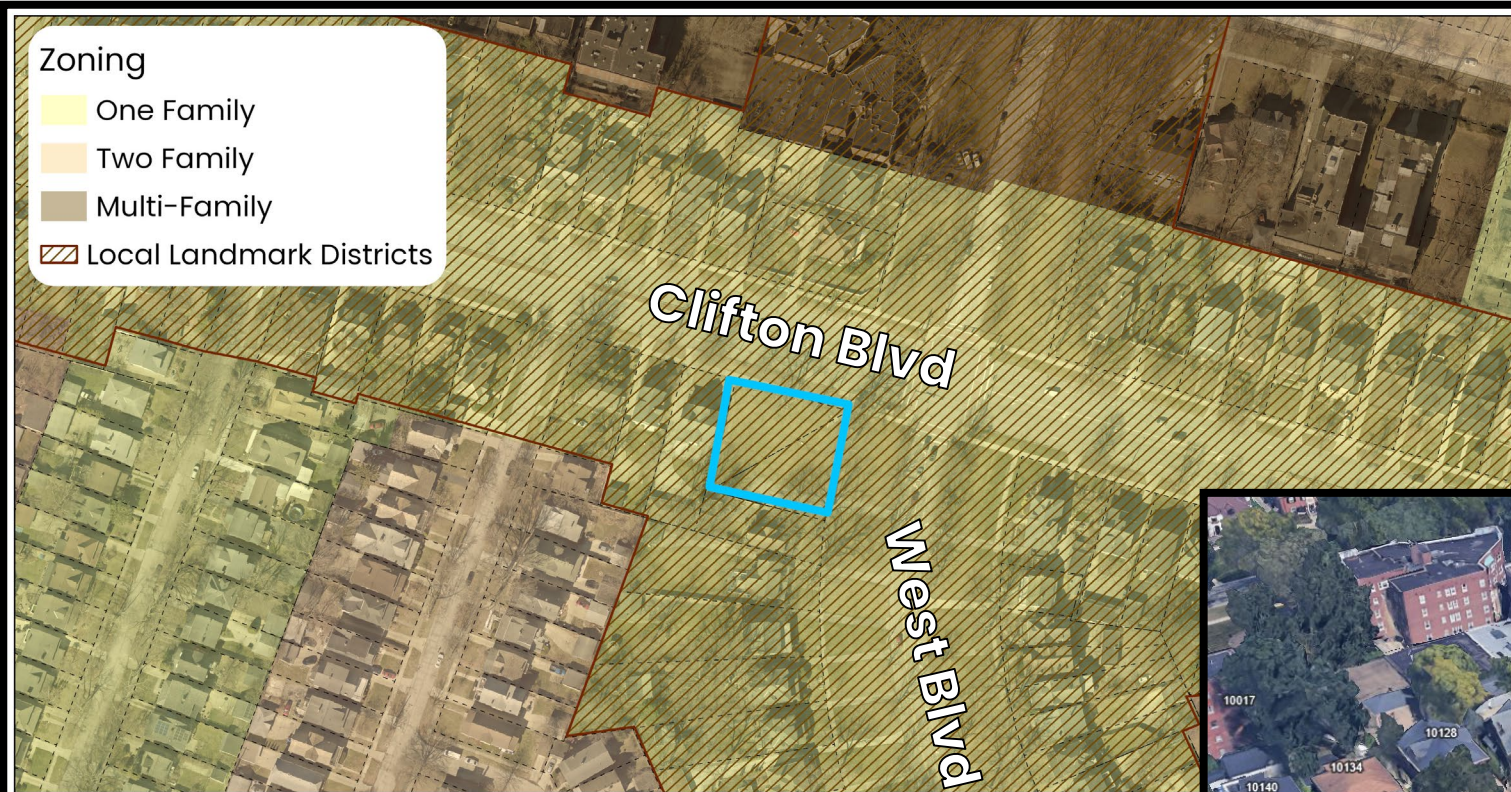 Zoning
One Family
Two Family
Multi-Family
Local Landmark Districts
Clifton Blvd
West Blvd
10017
10128
10134
10140